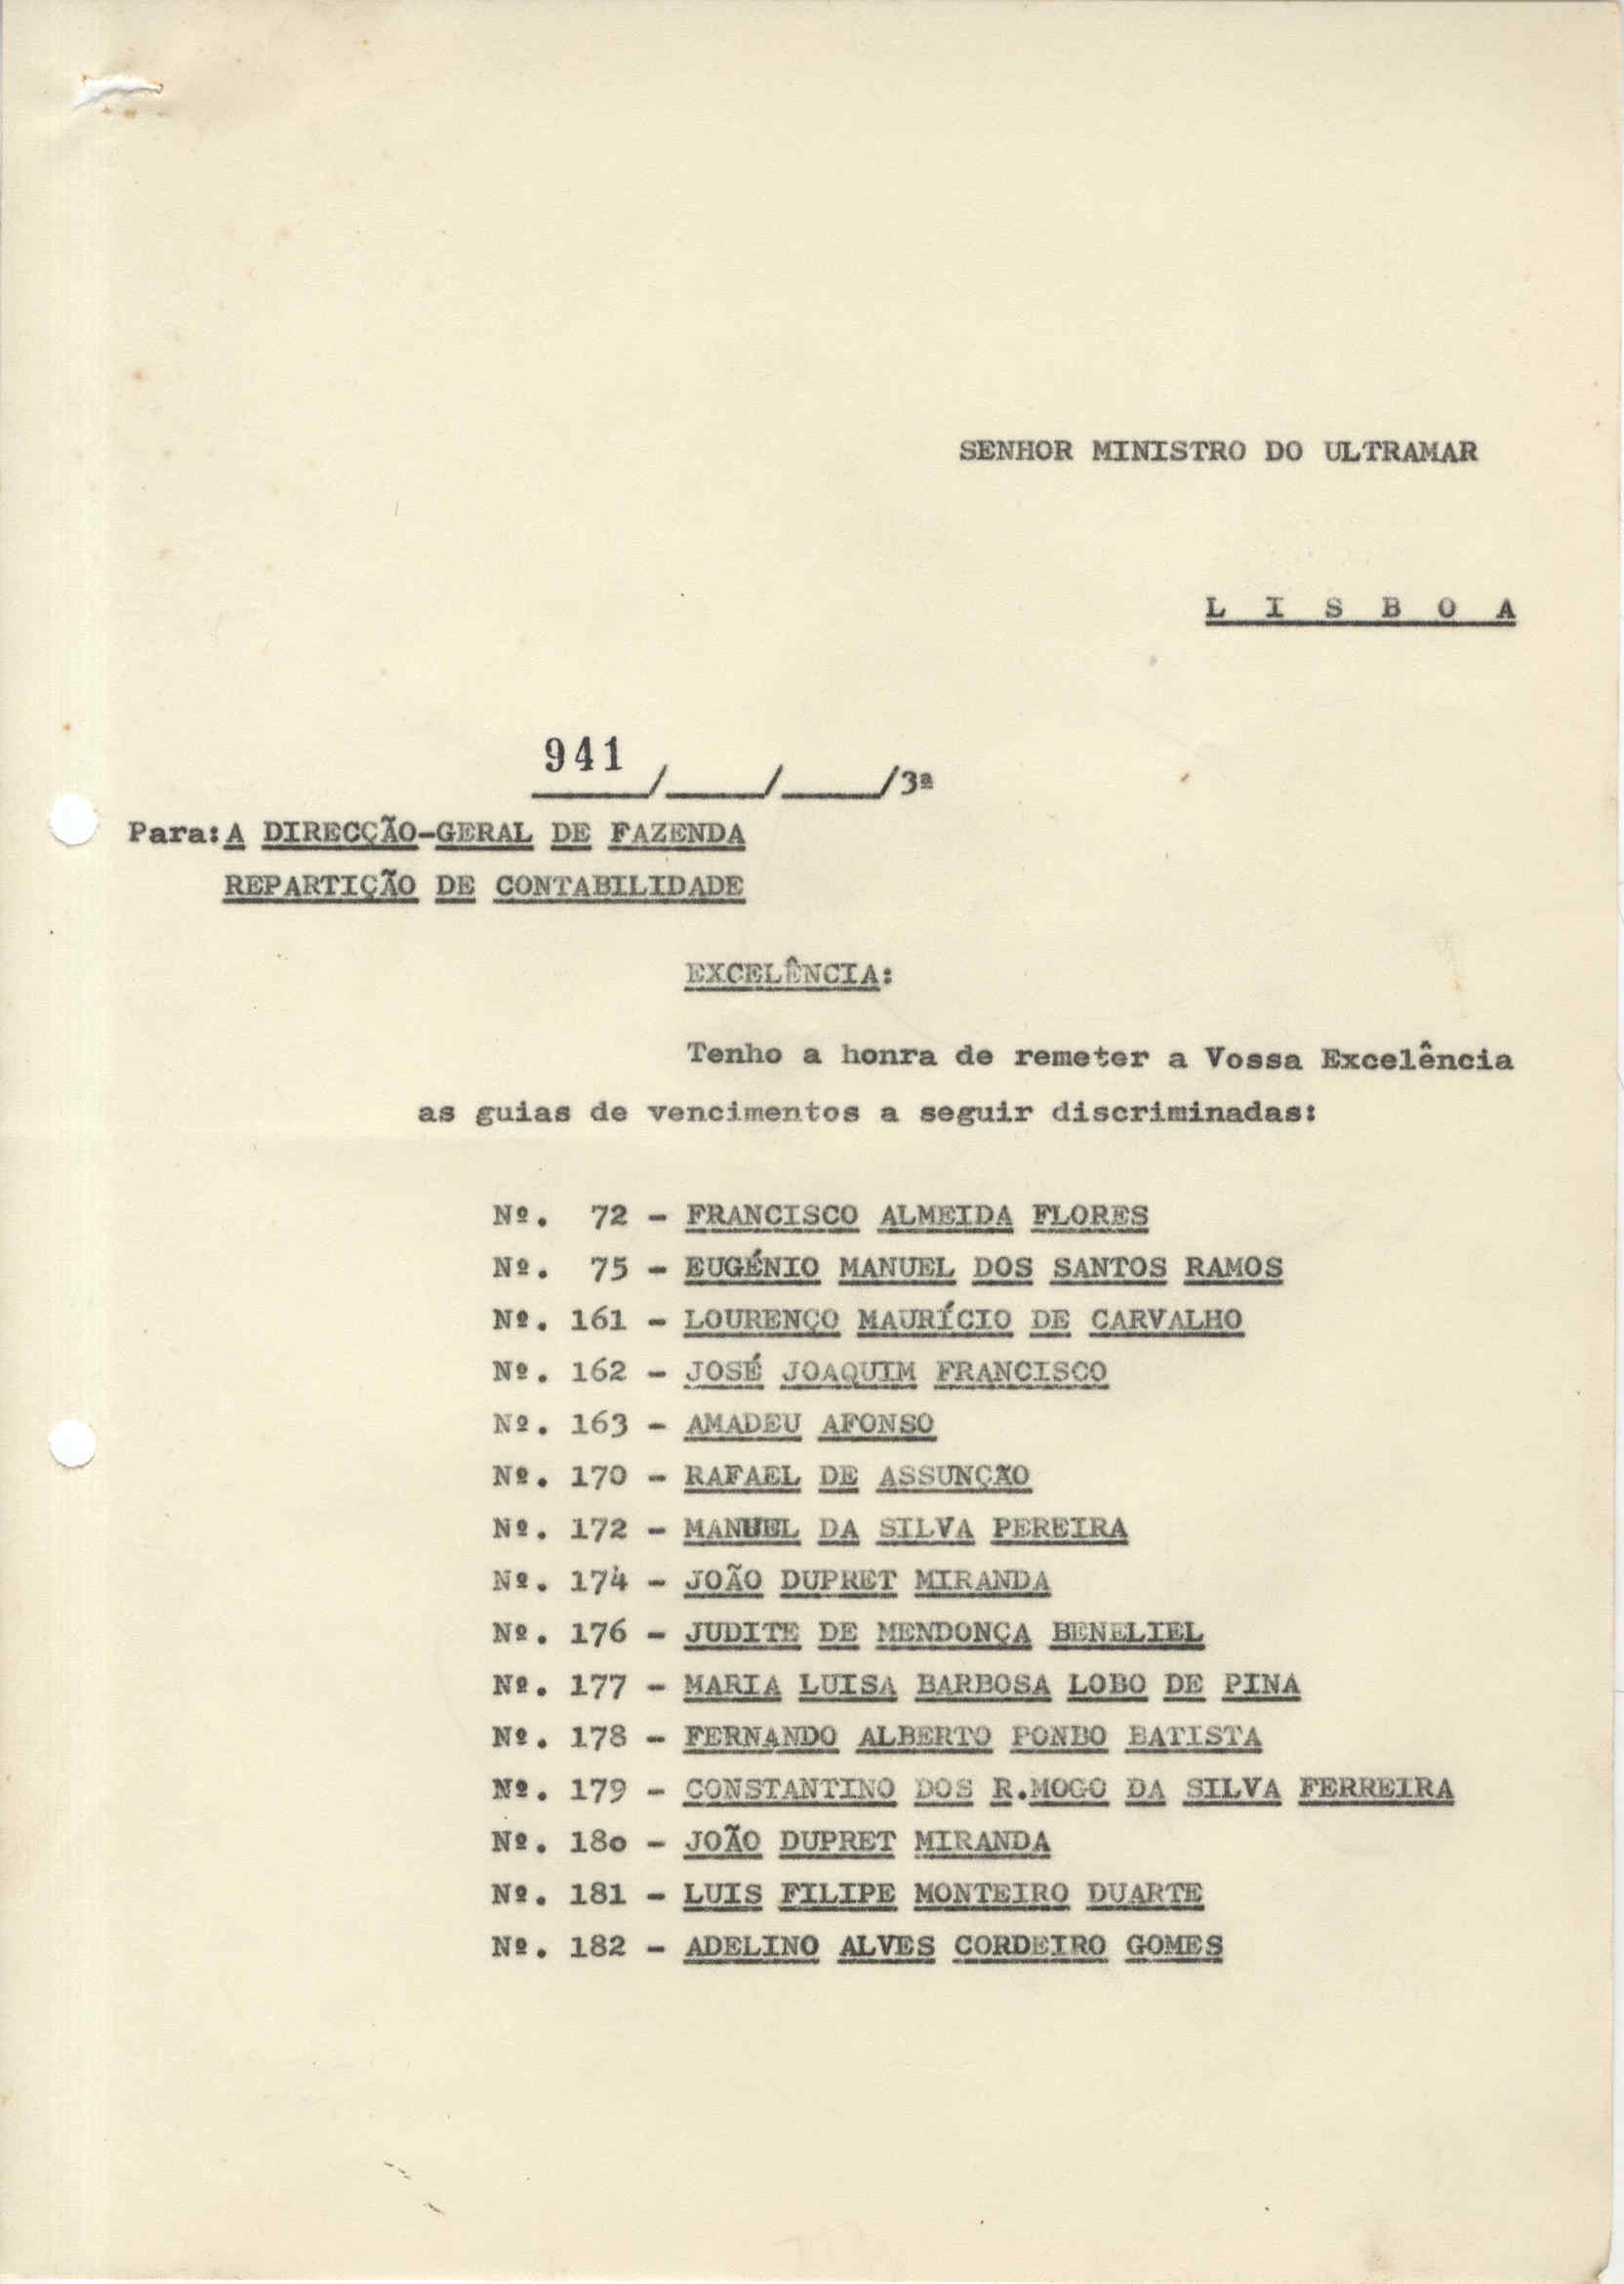 SENHOR MINISTRO DO ULTRAMAR
L I S B O A
941
____/____/____/3ª
Para: A DIRECÇÃO-GERAL DE FAZENDA
REPARTIÇÃO DE CONTABILIDADE
EXCELÊNCIA:
Tenho a honra de remeter a Vossa Excelência
as guias de vencimentos a seguir discriminadas:
Nº. 72 - FRANCISCO ALMEIDA FLORES
Nº. 75 - EUGÉNIO MANUEL DOS SANTOS RAMOS
Nº. 161 - LOURENÇO MAURÍCIO DE CARVALHO
Nº. 162 - JOSÉ JOAQUIM FRANCISCO
Nº. 163 - AMADEU AFONSO
Nº. 170 - RAFAEL DE ASSUNÇÃO
Nº. 172 - MANUEL DA SILVA PEREIRA
Nº. 174 - JOÃO DUPRET MIRANDA
Nº. 176 - JUDITE DE MENDONÇA BENELIEL
Nº. 177 - MARIA LUISA BARBOSA LOBO DE PINA
Nº. 178 - FERNANDO ALBERTO PONBO BATISTA
Nº. 179 - CONSTANTINO DOS R.MOGO DA SILVA FERREIRA
Nº. 18o - JOÃO DUPRET MIRANDA
Nº. 181 - LUIS FILIPE MONTEIRO DUARTE
Nº. 182 - ADELINO ALVES CORDEIRO GOMES